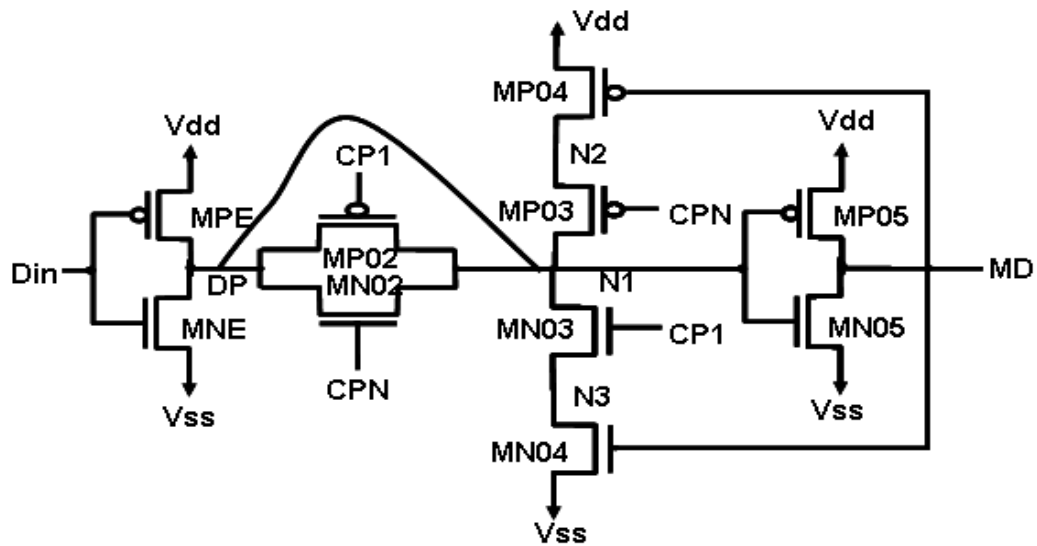 Vdd
MP04
Vdd
CP1
N2
Vdd
MPE
MP03
CPN
MP05
MP02
Din
DP
N1
MD
MN02
MNE
MN03
CP1
MN05
CPN
N3
Vss
Vss
MN04
Vss